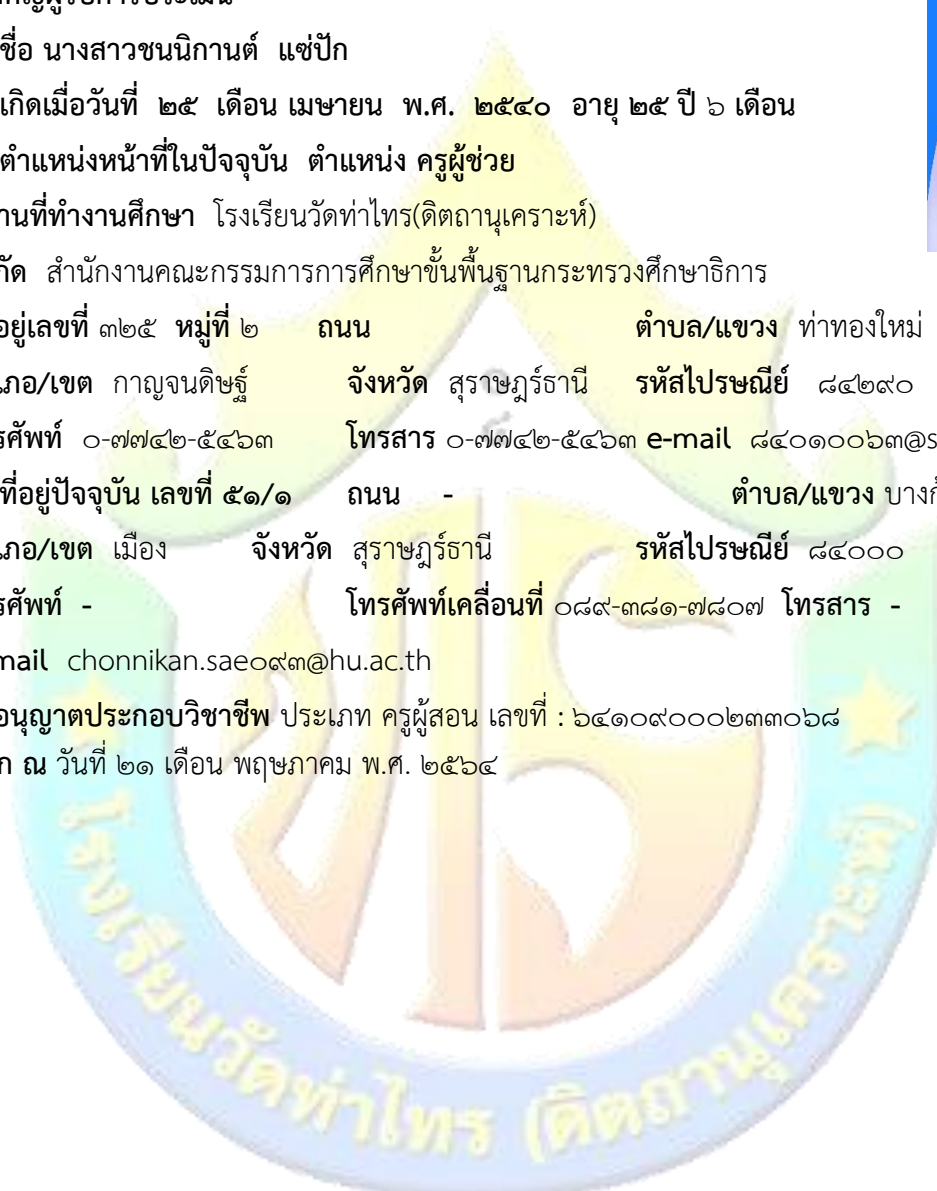 ผู้รับการประเมิน
ชื่อ นางสาวชนนิกานต์ แซ่ปัก
เกิดเมื่อวันที่ ๒๕ เดือน เมษายน พ.ศ. ๒๕๔๐ อายุ ๒๕ ปี ๖ เดือน
ตำแหน่งหน้าที่ในปัจจุบัน ตำแหน่ง ครูผู้ช่วย
านที่ทำงานศึกษา โรงเรียนวัดท่าไทร(ดิตถานุเคราะห์)
กัด สำนักงานคณะกรรมการการศึกษาขั้นพื้นฐานกระทรวงศึกษาธิการ
อยู่เลขที่ ๓๒๕ หมู่ที่ ๒ ถนน ตำบล/แขวง ท่าทองใหม่
เภอ/เขต กาญจนดิษฐ์ จังหวัด สุราษฎร์ธานี รหัสไปรษณีย์ ๘๔๒๙๐
รศัพท์ ๐-๗๗๔๒-๕๔๖๓ โทรสาร ๐-๗๗๔๒-๕๔๖๓ e-mail ๘๔๐๑๐๐๖๓@s
ที่อยู่ปัจจุบัน เลขที่ ๕๑/๑ ถนน - ตำบล/แขวง บางกั
เภอ/เขต เมือง จังหวัด สุราษฎร์ธานี รหัสไปรษณีย์ ๘๔๐๐๐
รศัพท์ - โทรศัพท์เคลื่อนที่ ๐๘๙-๓๘๑-๗๘๐๗ โทรสาร -
mail chonnikan.sae๐๙๓@hu.ac.th
อนุญาตประกอบวิชาชีพ ประเภท ครูผู้สอน เลขที่ : ๖๔๑๐๙๐๐๐๒๓๓๐๖๘
ก ณ วันที่ ๒๑ เดือน พฤษภาคม พ.ศ. ๒๕๖๔
ท
ส
โรงเรียนวัดท่าไทร (ดิตถานุเคราะห์)